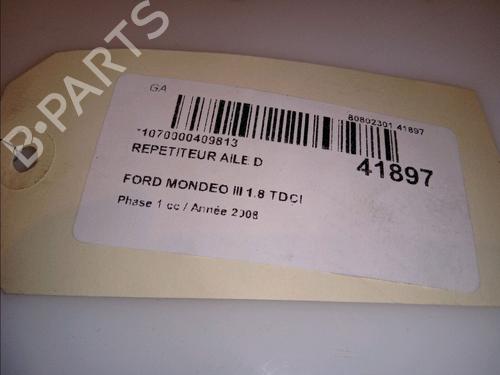 B-PARTS
GA
80802301 41897
*1070000409813
REPETITEUR AILE D
41897
FORD MONDEO III 1.8 TDCI
Phase 1 cc / Année 2008